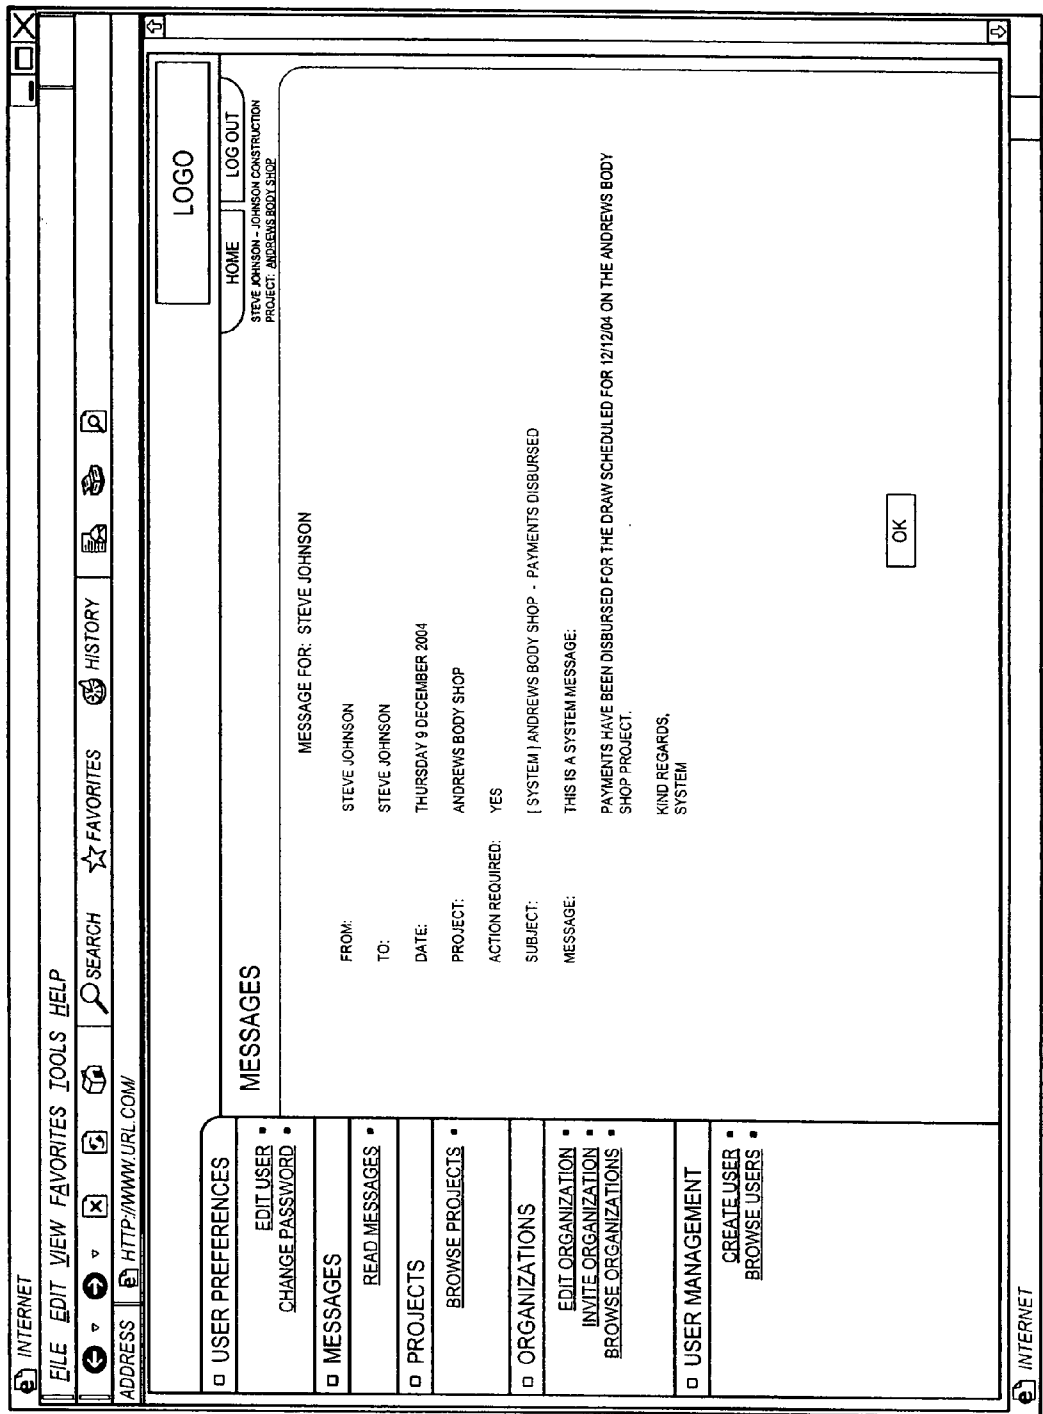 INTERNET
FILE EDIT VIEW FAVORITES TOOLS HELP
SEARCH FAVORITES HISTORY
ADDRESS HTTP://WWW.URL.COM/
LOGO
HOME LOG OUT
STEVE JOHNSON – JOHNSON CONSTRUCTION
PROJECT: ANDREWS BODY SHOP
USER PREFERENCES
EDIT USER
CHANGE PASSWORD
MESSAGES
READ MESSAGES
PROJECTS
BROWSE PROJECTS
ORGANIZATIONS
EDIT ORGANIZATION
INVITE ORGANIZATION
BROWSE ORGANIZATIONS
USER MANAGEMENT
CREATE USER
BROWSE USERS
MESSAGES
MESSAGE FOR: STEVE JOHNSON
FROM: STEVE JOHNSON
TO: STEVE JOHNSON
DATE: THURSDAY 9 DECEMBER 2004
PROJECT: ANDREWS BODY SHOP
ACTION REQUIRED: YES
SUBJECT: [ SYSTEM ] ANDREWS BODY SHOP - PAYMENTS DISBURSED
MESSAGE: THIS IS A SYSTEM MESSAGE:
PAYMENTS HAVE BEEN DISBURSED FOR THE DRAW SCHEDULED FOR 12/12/04 ON THE ANDREWS BODY
SHOP PROJECT.
KIND REGARDS,
SYSTEM
OK
INTERNET